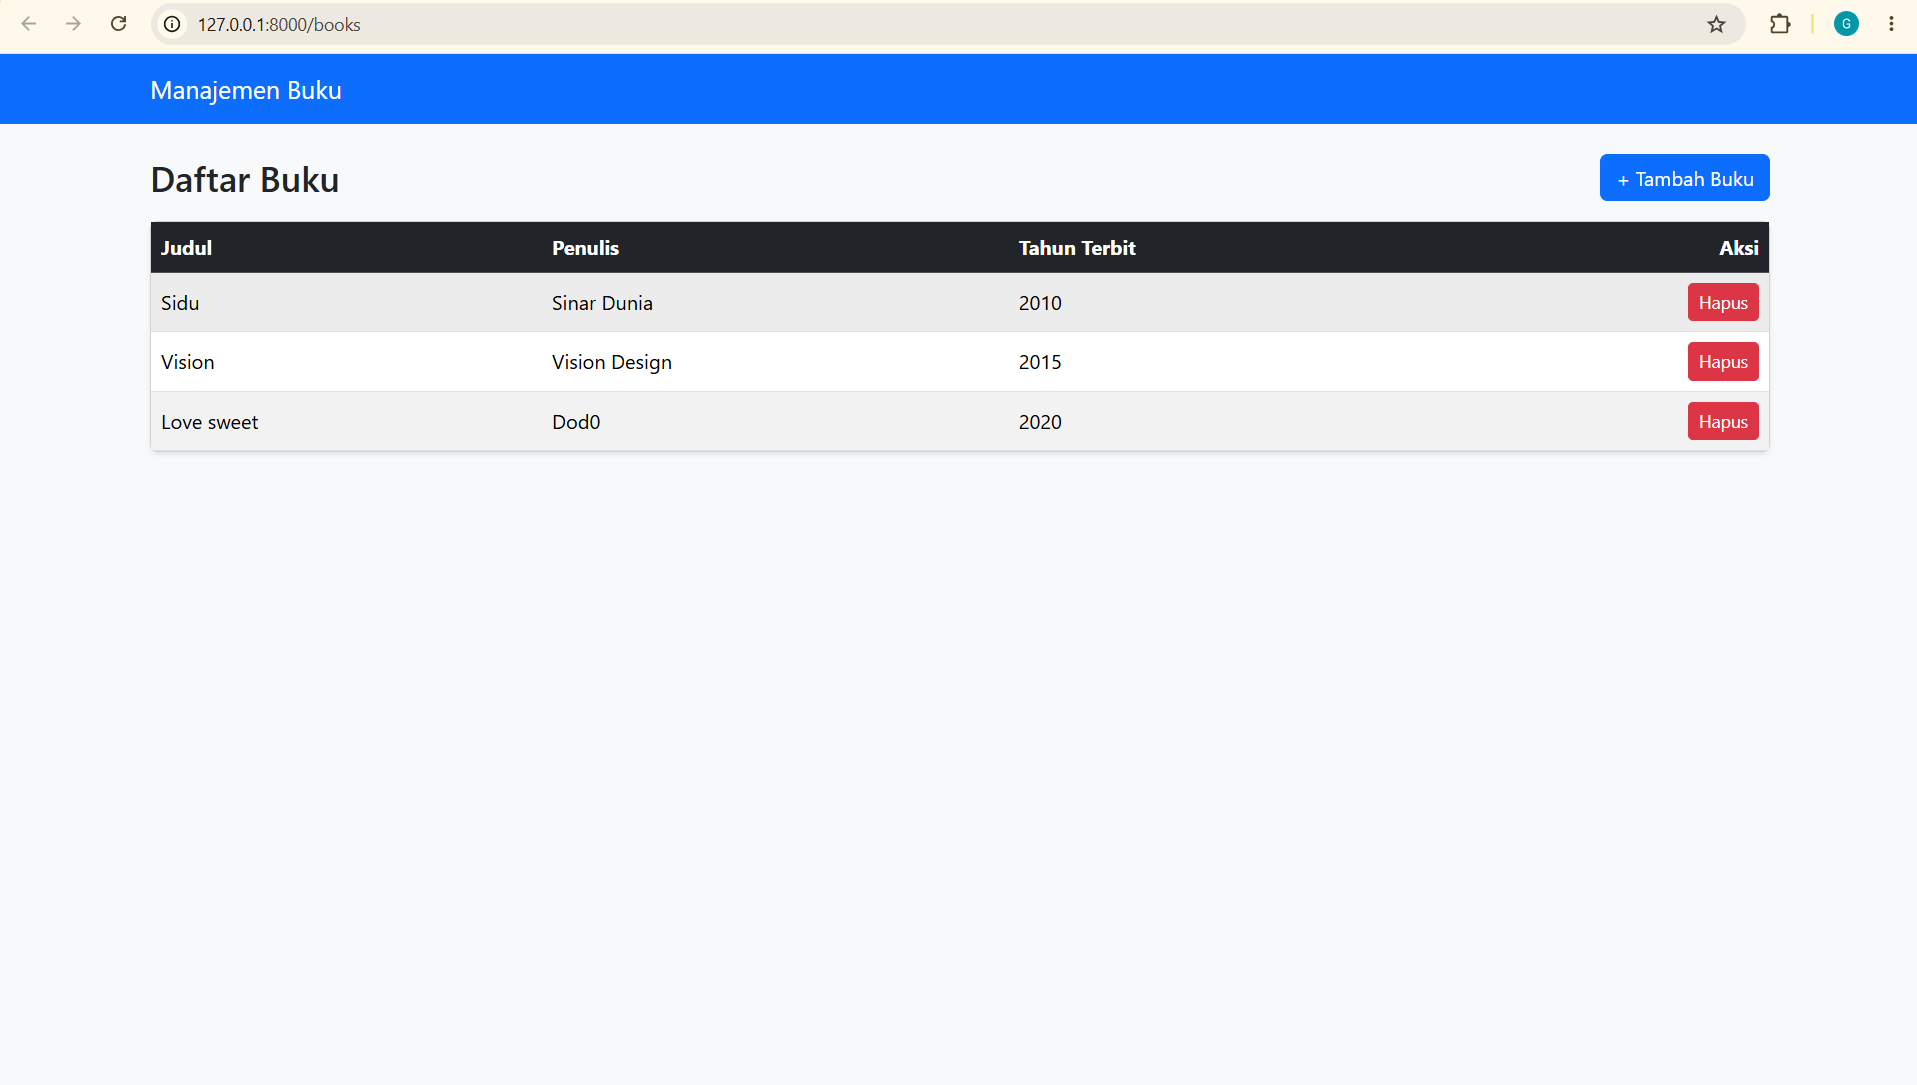 127.0.0.1:8000/books
G
Manajemen Buku
Daftar Buku
+ Tambah Buku
Judul Penulis Tahun Terbit Aksi
Sidu Sinar Dunia 2010 Hapus
Vision Vision Design 2015 Hapus
Love sweet Dod0 2020 Hapus